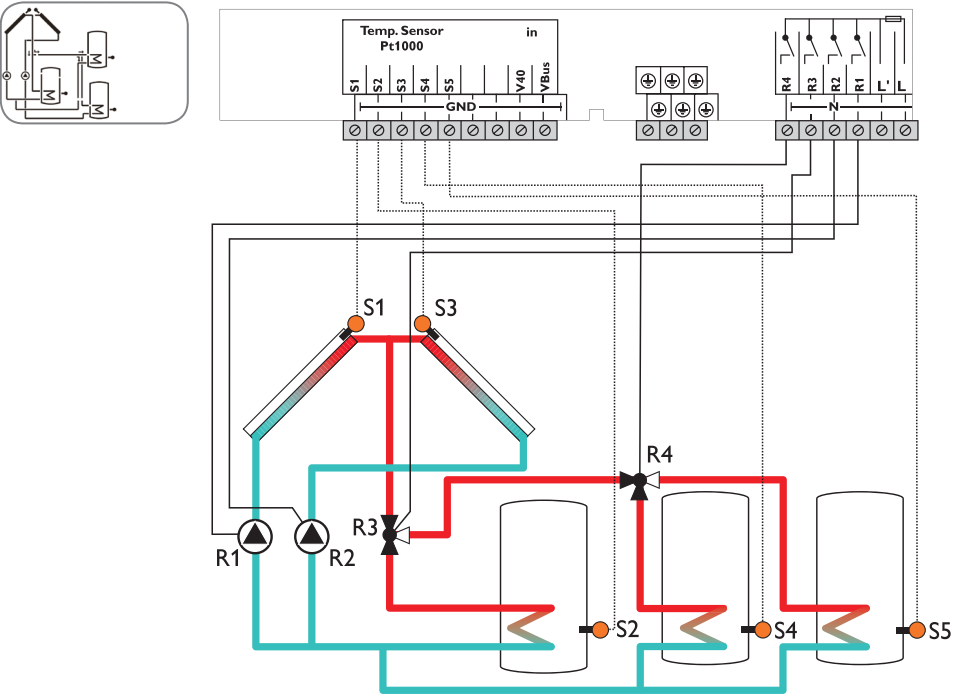 Temp. Sensor in
Pt1000
S1 S2 S3 S4 S5 V40 VBus
GND
R4 R3 R2 R1 L' L
N
S1 S3
R4
R3
R1 R2
S2 S4 S5